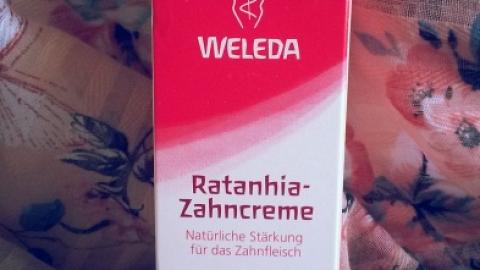 WELEDA
Ratanhia-
Zahncreme
Natürliche Stärkung
für das Zahnfleisch